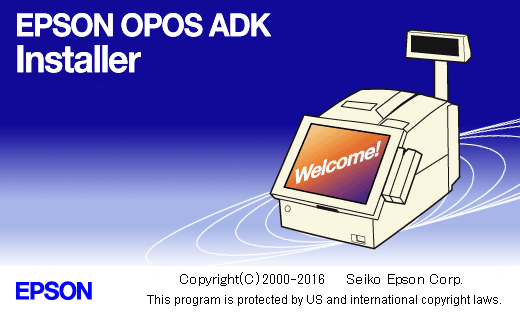 EPSON OPOS ADK
Installer
Welcome!
Copyright(C)2000-2016 Seiko Epson Corp.
EPSON
This program is protected by US and international copyright laws.